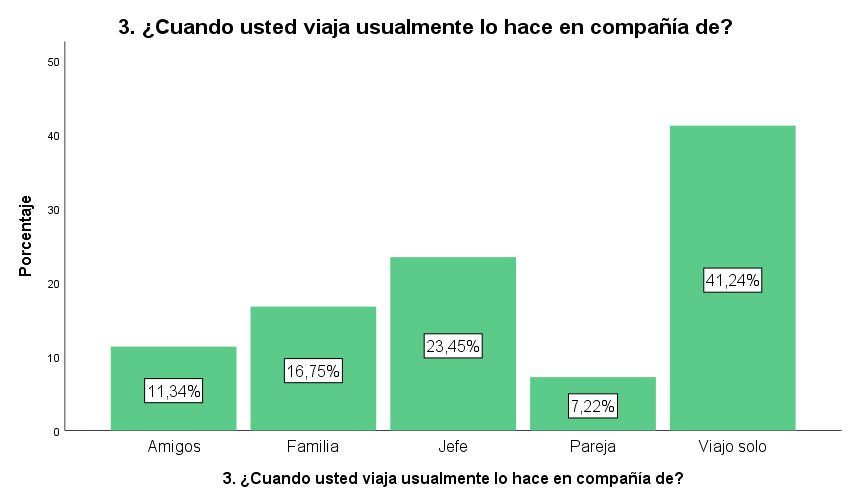 3. ¿Cuando usted viaja usualmente lo hace en compañía de?
Porcentaje
50
40
30
20
10
0
11,34%
16,75%
23,45%
7,22%
41,24%
Amigos
Familia
Jefe
Pareja
Viajo solo
3. ¿Cuando usted viaja usualmente lo hace en compañía de?